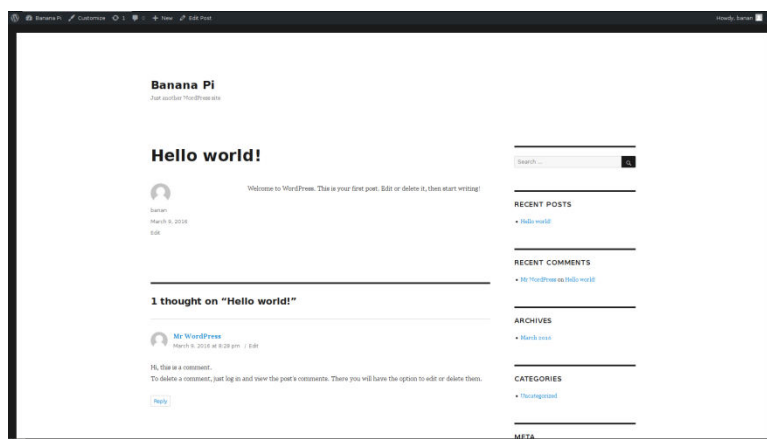 Banana Pi Customize 1 0 + New Edit Post Howdy, banan
Banana Pi
Just another WordPress site
Hello world!
banan
March 9, 2016
Edit
Welcome to WordPress. This is your first post. Edit or delete it, then start writing!
1 thought on “Hello world!”
Mr WordPress
March 9, 2016 at 8:28 pm / Edit
Hi, this is a comment.
To delete a comment, just log in and view the post's comments. There you will have the option to edit or delete them.
Reply
Search …
RECENT POSTS
• Hello world!
RECENT COMMENTS
• Mr WordPress on Hello world!
ARCHIVES
• March 2016
CATEGORIES
• Uncategorized
META